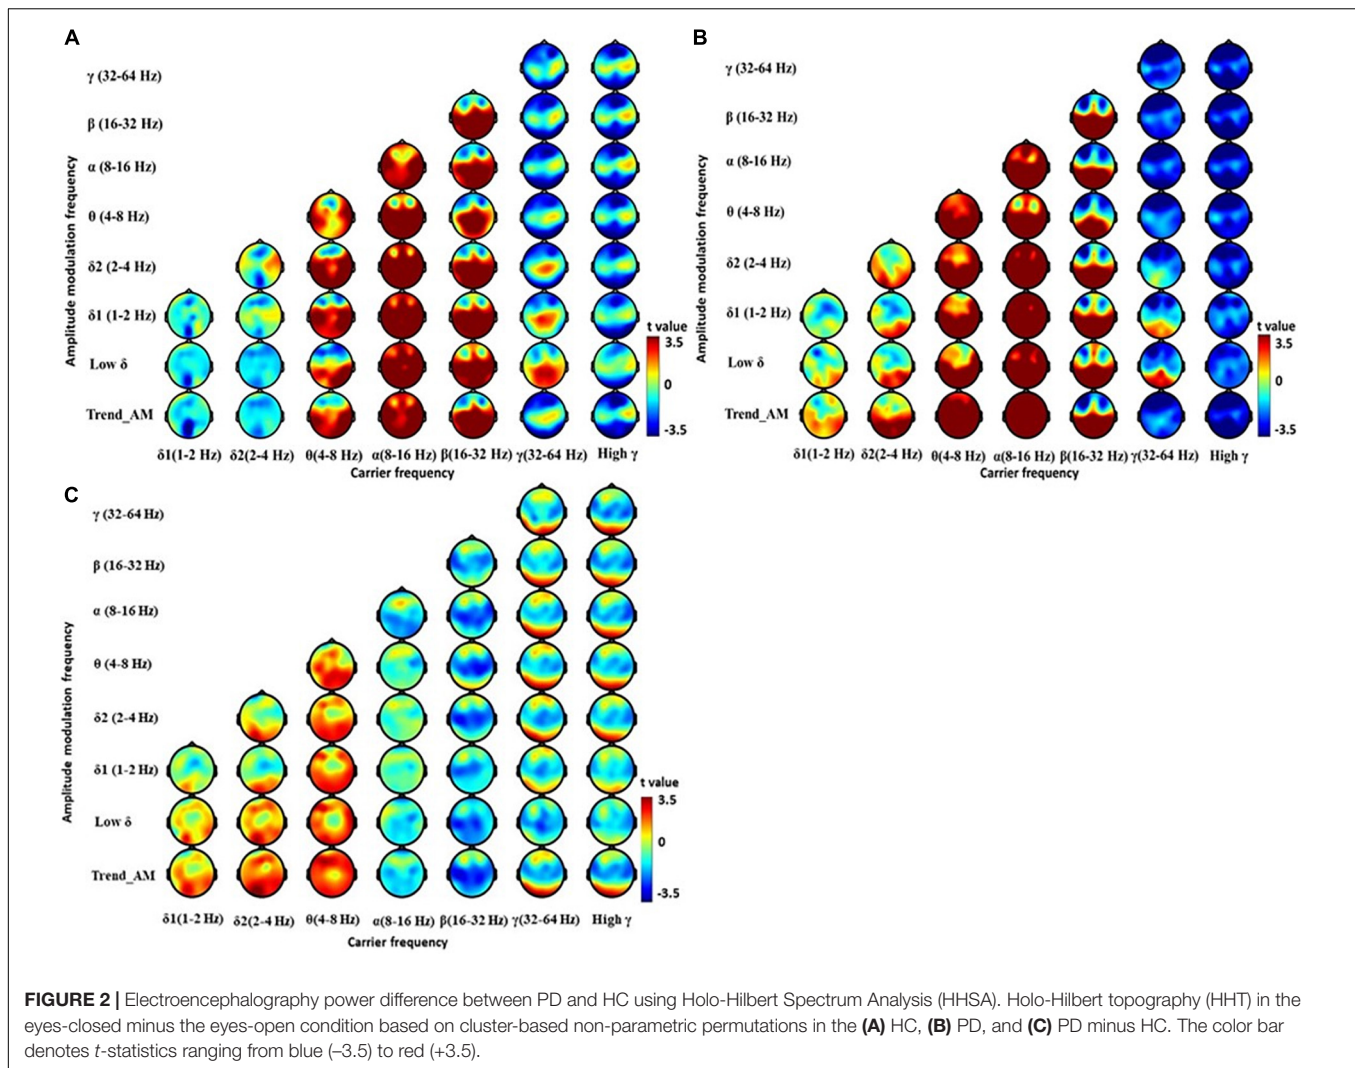 A
γ (32-64 Hz)
β (16-32 Hz)
α (8-16 Hz)
θ (4-8 Hz)
δ2 (2-4 Hz)
δ1 (1-2 Hz)
Low δ
Trend_AM
Amplitude modulation frequency
δ1(1-2 Hz) δ2(2-4 Hz) θ(4-8 Hz) α(8-16 Hz) β(16-32 Hz) γ(32-64 Hz) High γ
Carrier frequency
t value
3.5
0
-3.5
B
γ (32-64 Hz)
β (16-32 Hz)
α (8-16 Hz)
θ (4-8 Hz)
δ2 (2-4 Hz)
δ1 (1-2 Hz)
Low δ
Trend_AM
Amplitude modulation frequency
δ1(1-2 Hz) δ2(2-4 Hz) θ(4-8 Hz) α(8-16 Hz) β(16-32 Hz) γ(32-64 Hz) High γ
Carrier frequency
t value
3.5
0
-3.5
C
γ (32-64 Hz)
β (16-32 Hz)
α (8-16 Hz)
θ (4-8 Hz)
δ2 (2-4 Hz)
δ1 (1-2 Hz)
Low δ
Trend_AM
Amplitude modulation frequency
δ1(1-2 Hz) δ2(2-4 Hz) θ(4-8 Hz) α(8-16 Hz) β(16-32 Hz) γ(32-64 Hz) High γ
Carrier frequency
t value
3.5
0
-3.5
FIGURE 2 | Electroencephalography power difference between PD and HC using Holo-Hilbert Spectrum Analysis (HHSA). Holo-Hilbert topography (HHT) in the
eyes-closed minus the eyes-open condition based on cluster-based non-parametric permutations in the (A) HC, (B) PD, and (C) PD minus HC. The color bar
denotes t-statistics ranging from blue (–3.5) to red (+3.5).